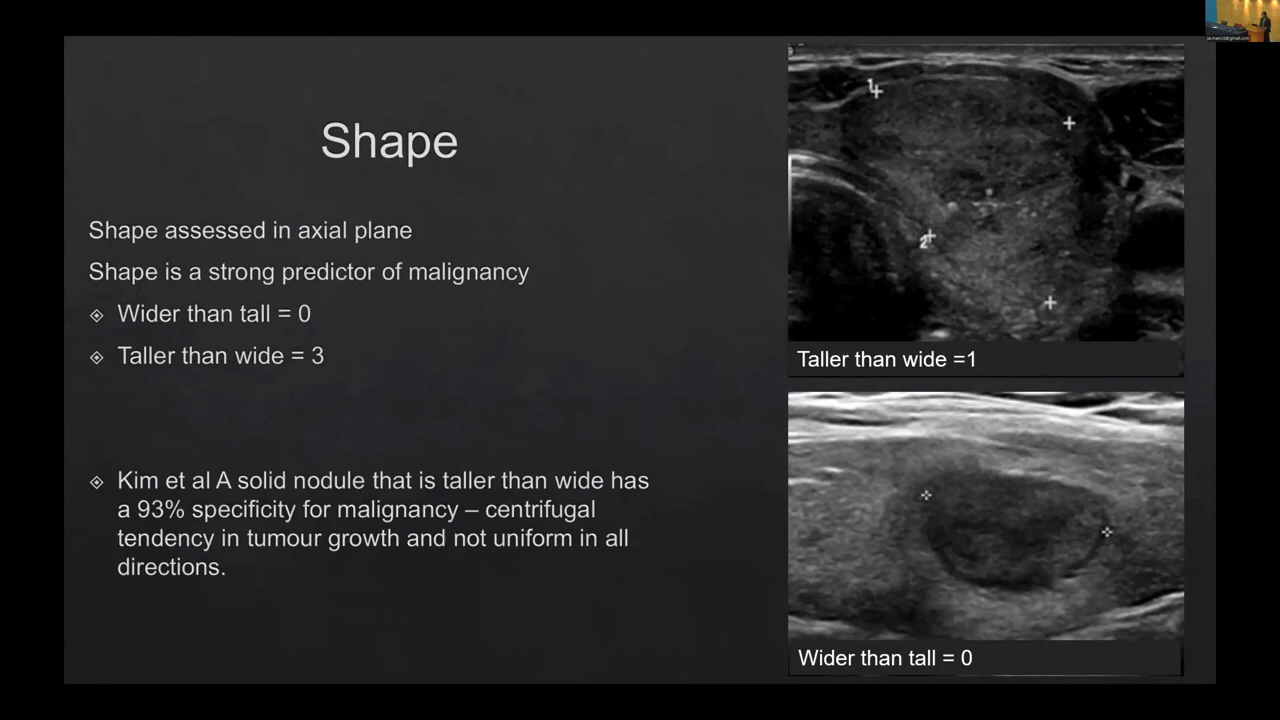 Shape
Shape assessed in axial plane
Shape is a strong predictor of malignancy
Wider than tall = 0
Taller than wide = 3
Kim et al A solid nodule that is taller than wide has
a 93% specificity for malignancy – centrifugal
tendency in tumour growth and not uniform in all
directions.
1
2
Taller than wide =1
Wider than tall = 0